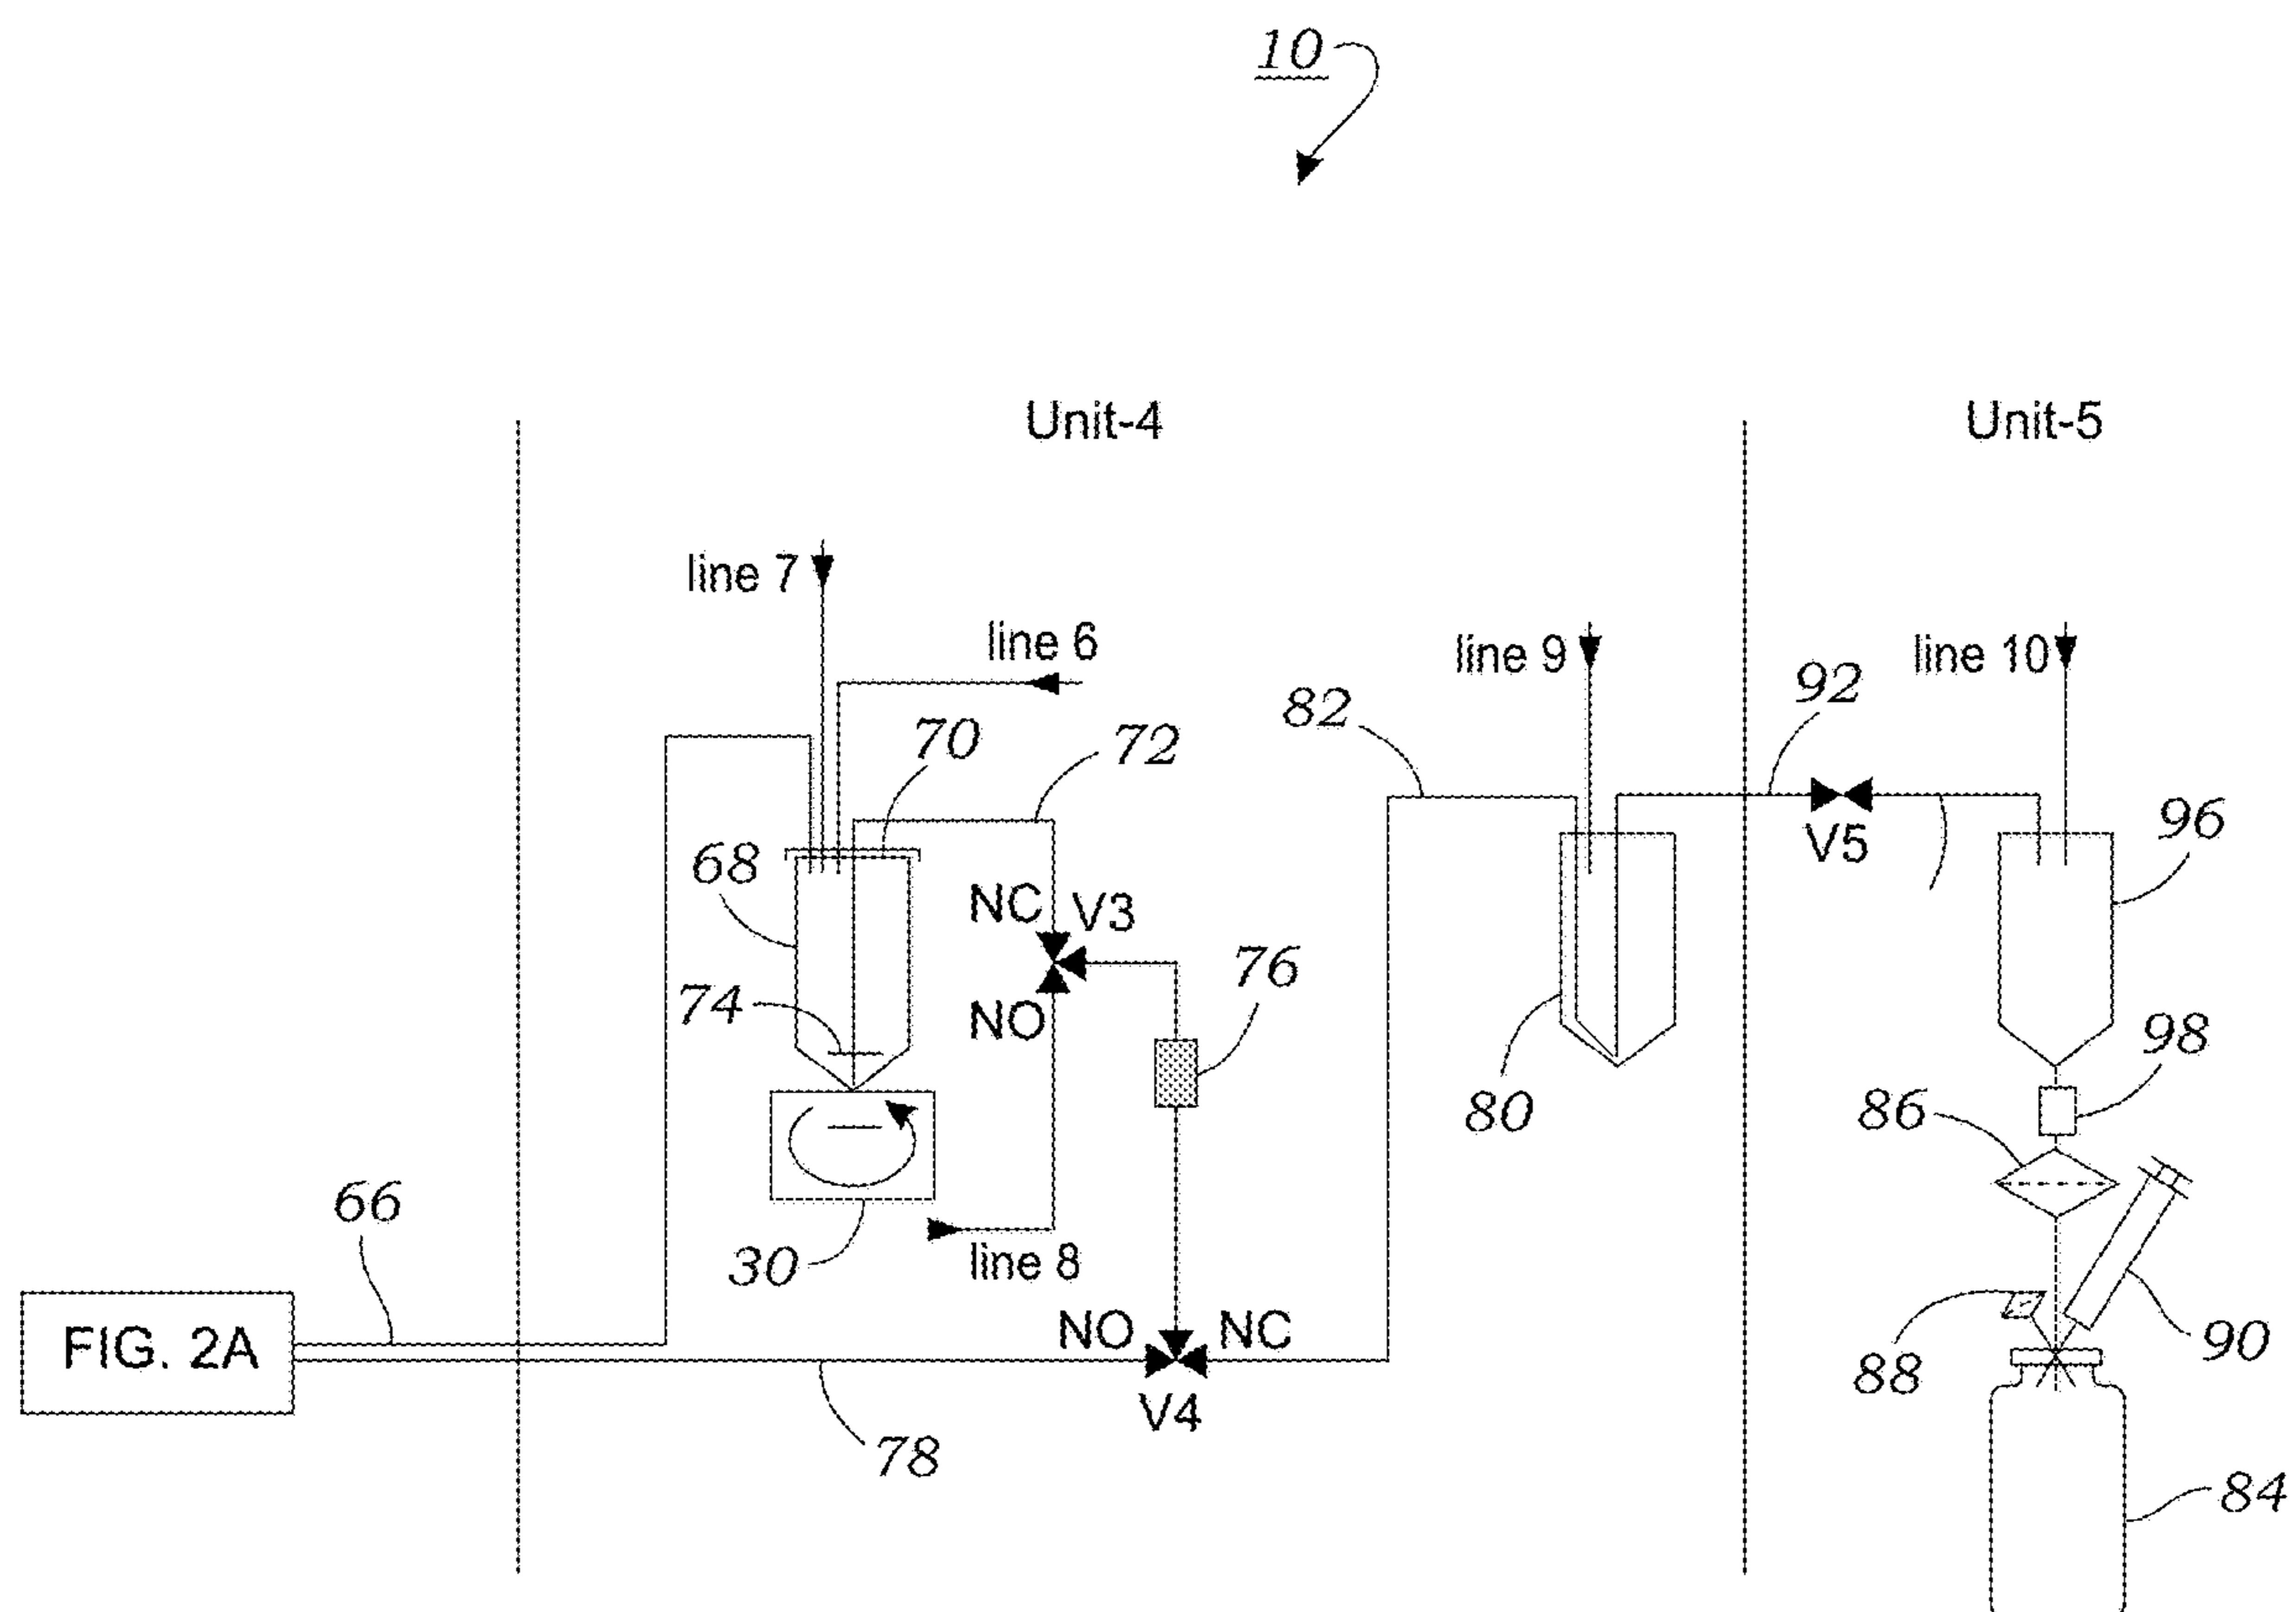 10
Unit-4
Unit-5
line 7
line 6
line 9
line 10
92
82
70
72
96
V5
68
NC
V3
76
74
NO
98
80
86
66
30
line 8
NO
NC
FIG. 2A
90
88
V4
78
84